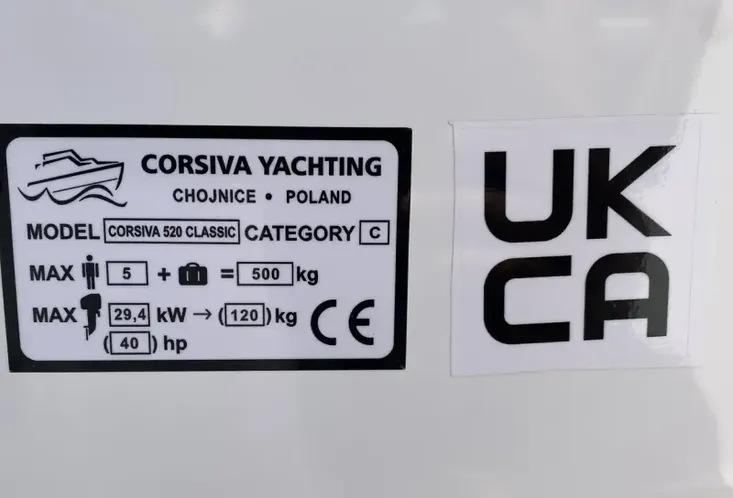 CORSIVA YACHTING
CHOJNICE • POLAND
MODEL CORSIVA 520 CLASSIC CATEGORY C
MAX 5 + = 500 kg
MAX 29,4 kW → (120) kg
(40) hp
CE
UK
CA